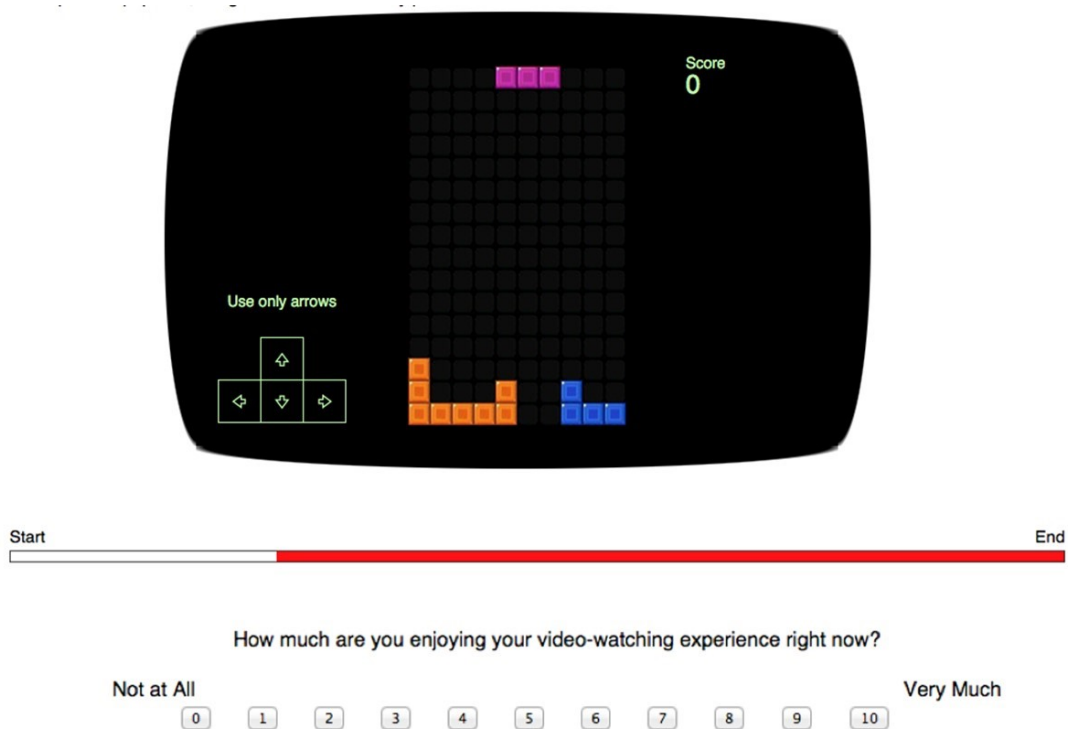 Score
0
Use only arrows
Start
End
How much are you enjoying your video-watching experience right now?
Not at All
Very Much
0 1 2 3 4 5 6 7 8 9 10